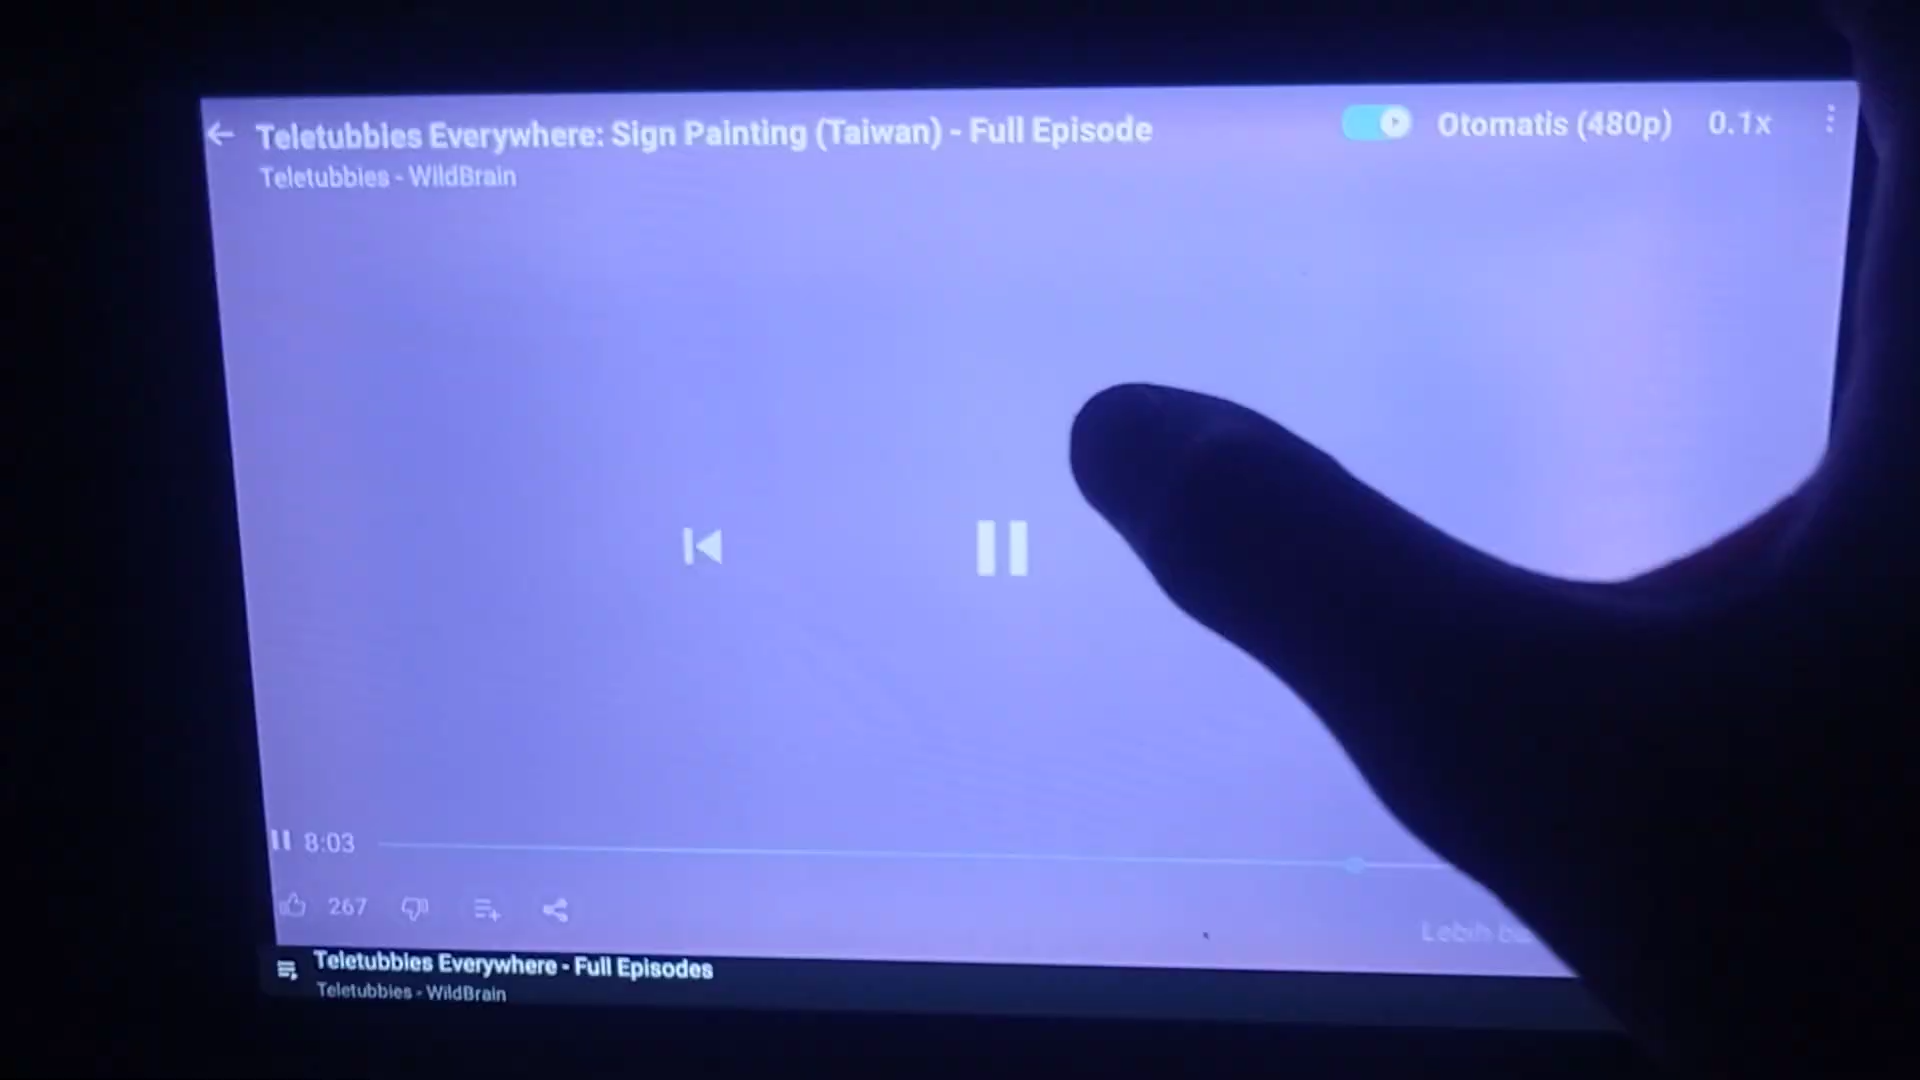 Teletubbies Everywhere: Sign Painting (Taiwan) - Full Episode
Otomatis (480p)
0.1x
Teletubbies - WildBrain
8:03
267
Lebih
Teletubbies Everywhere - Full Episodes
Teletubbies - WildBrain